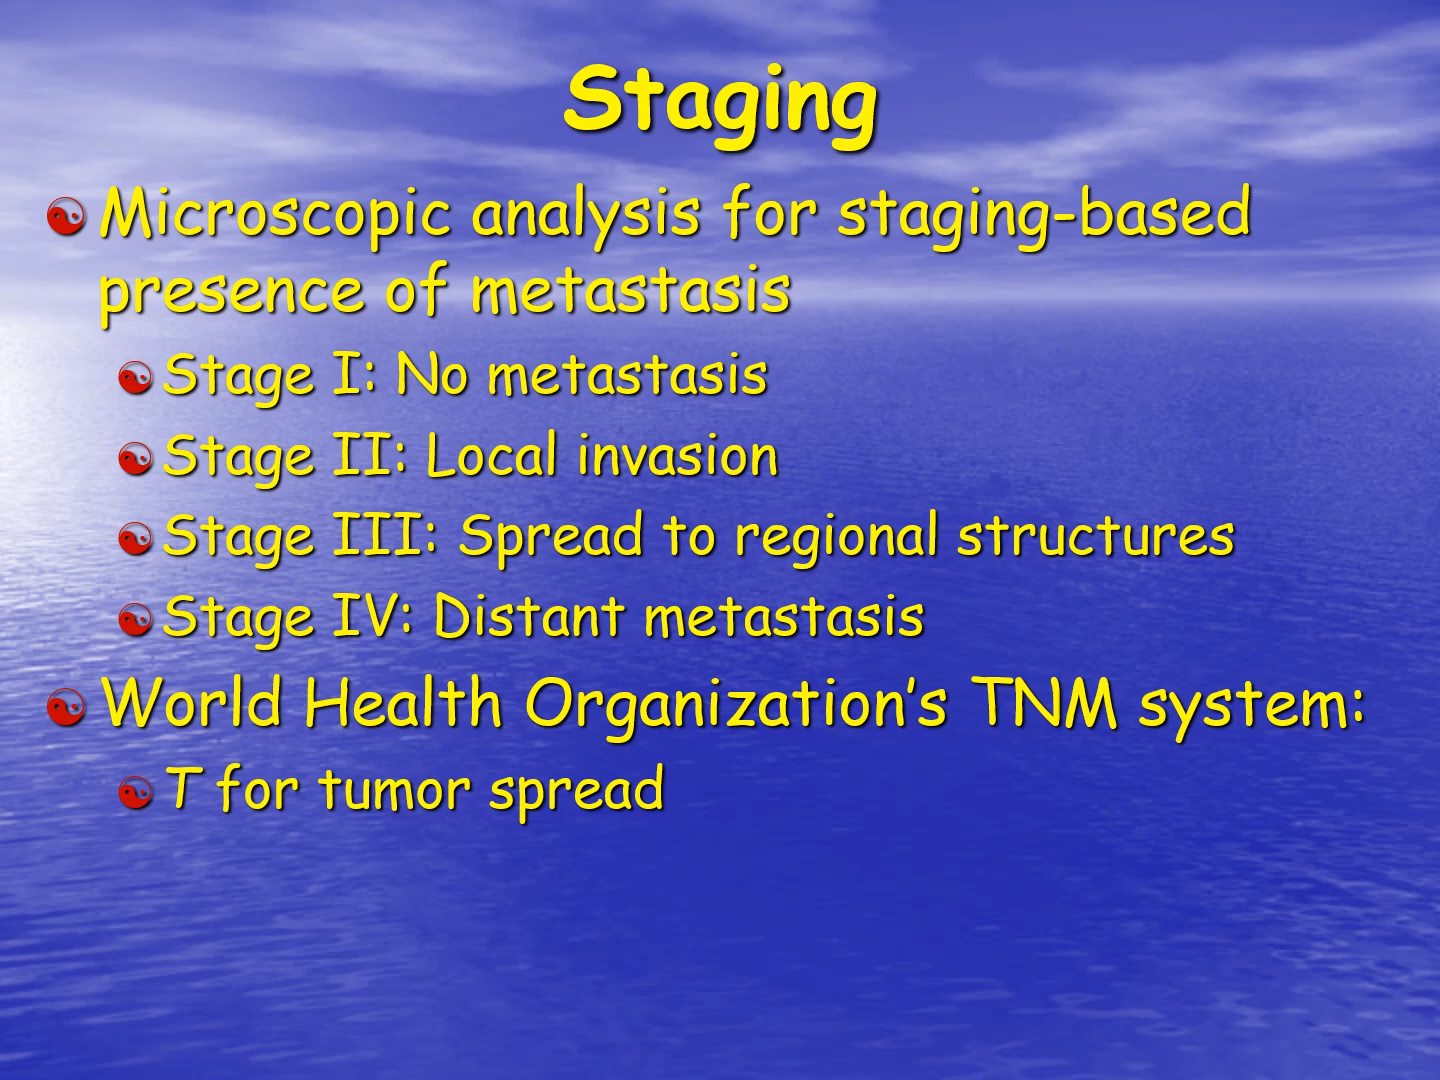 Staging
Microscopic analysis for staging-based
presence of metastasis
Stage I: No metastasis
Stage II: Local invasion
Stage III: Spread to regional structures
Stage IV: Distant metastasis
World Health Organization’s TNM system:
T for tumor spread